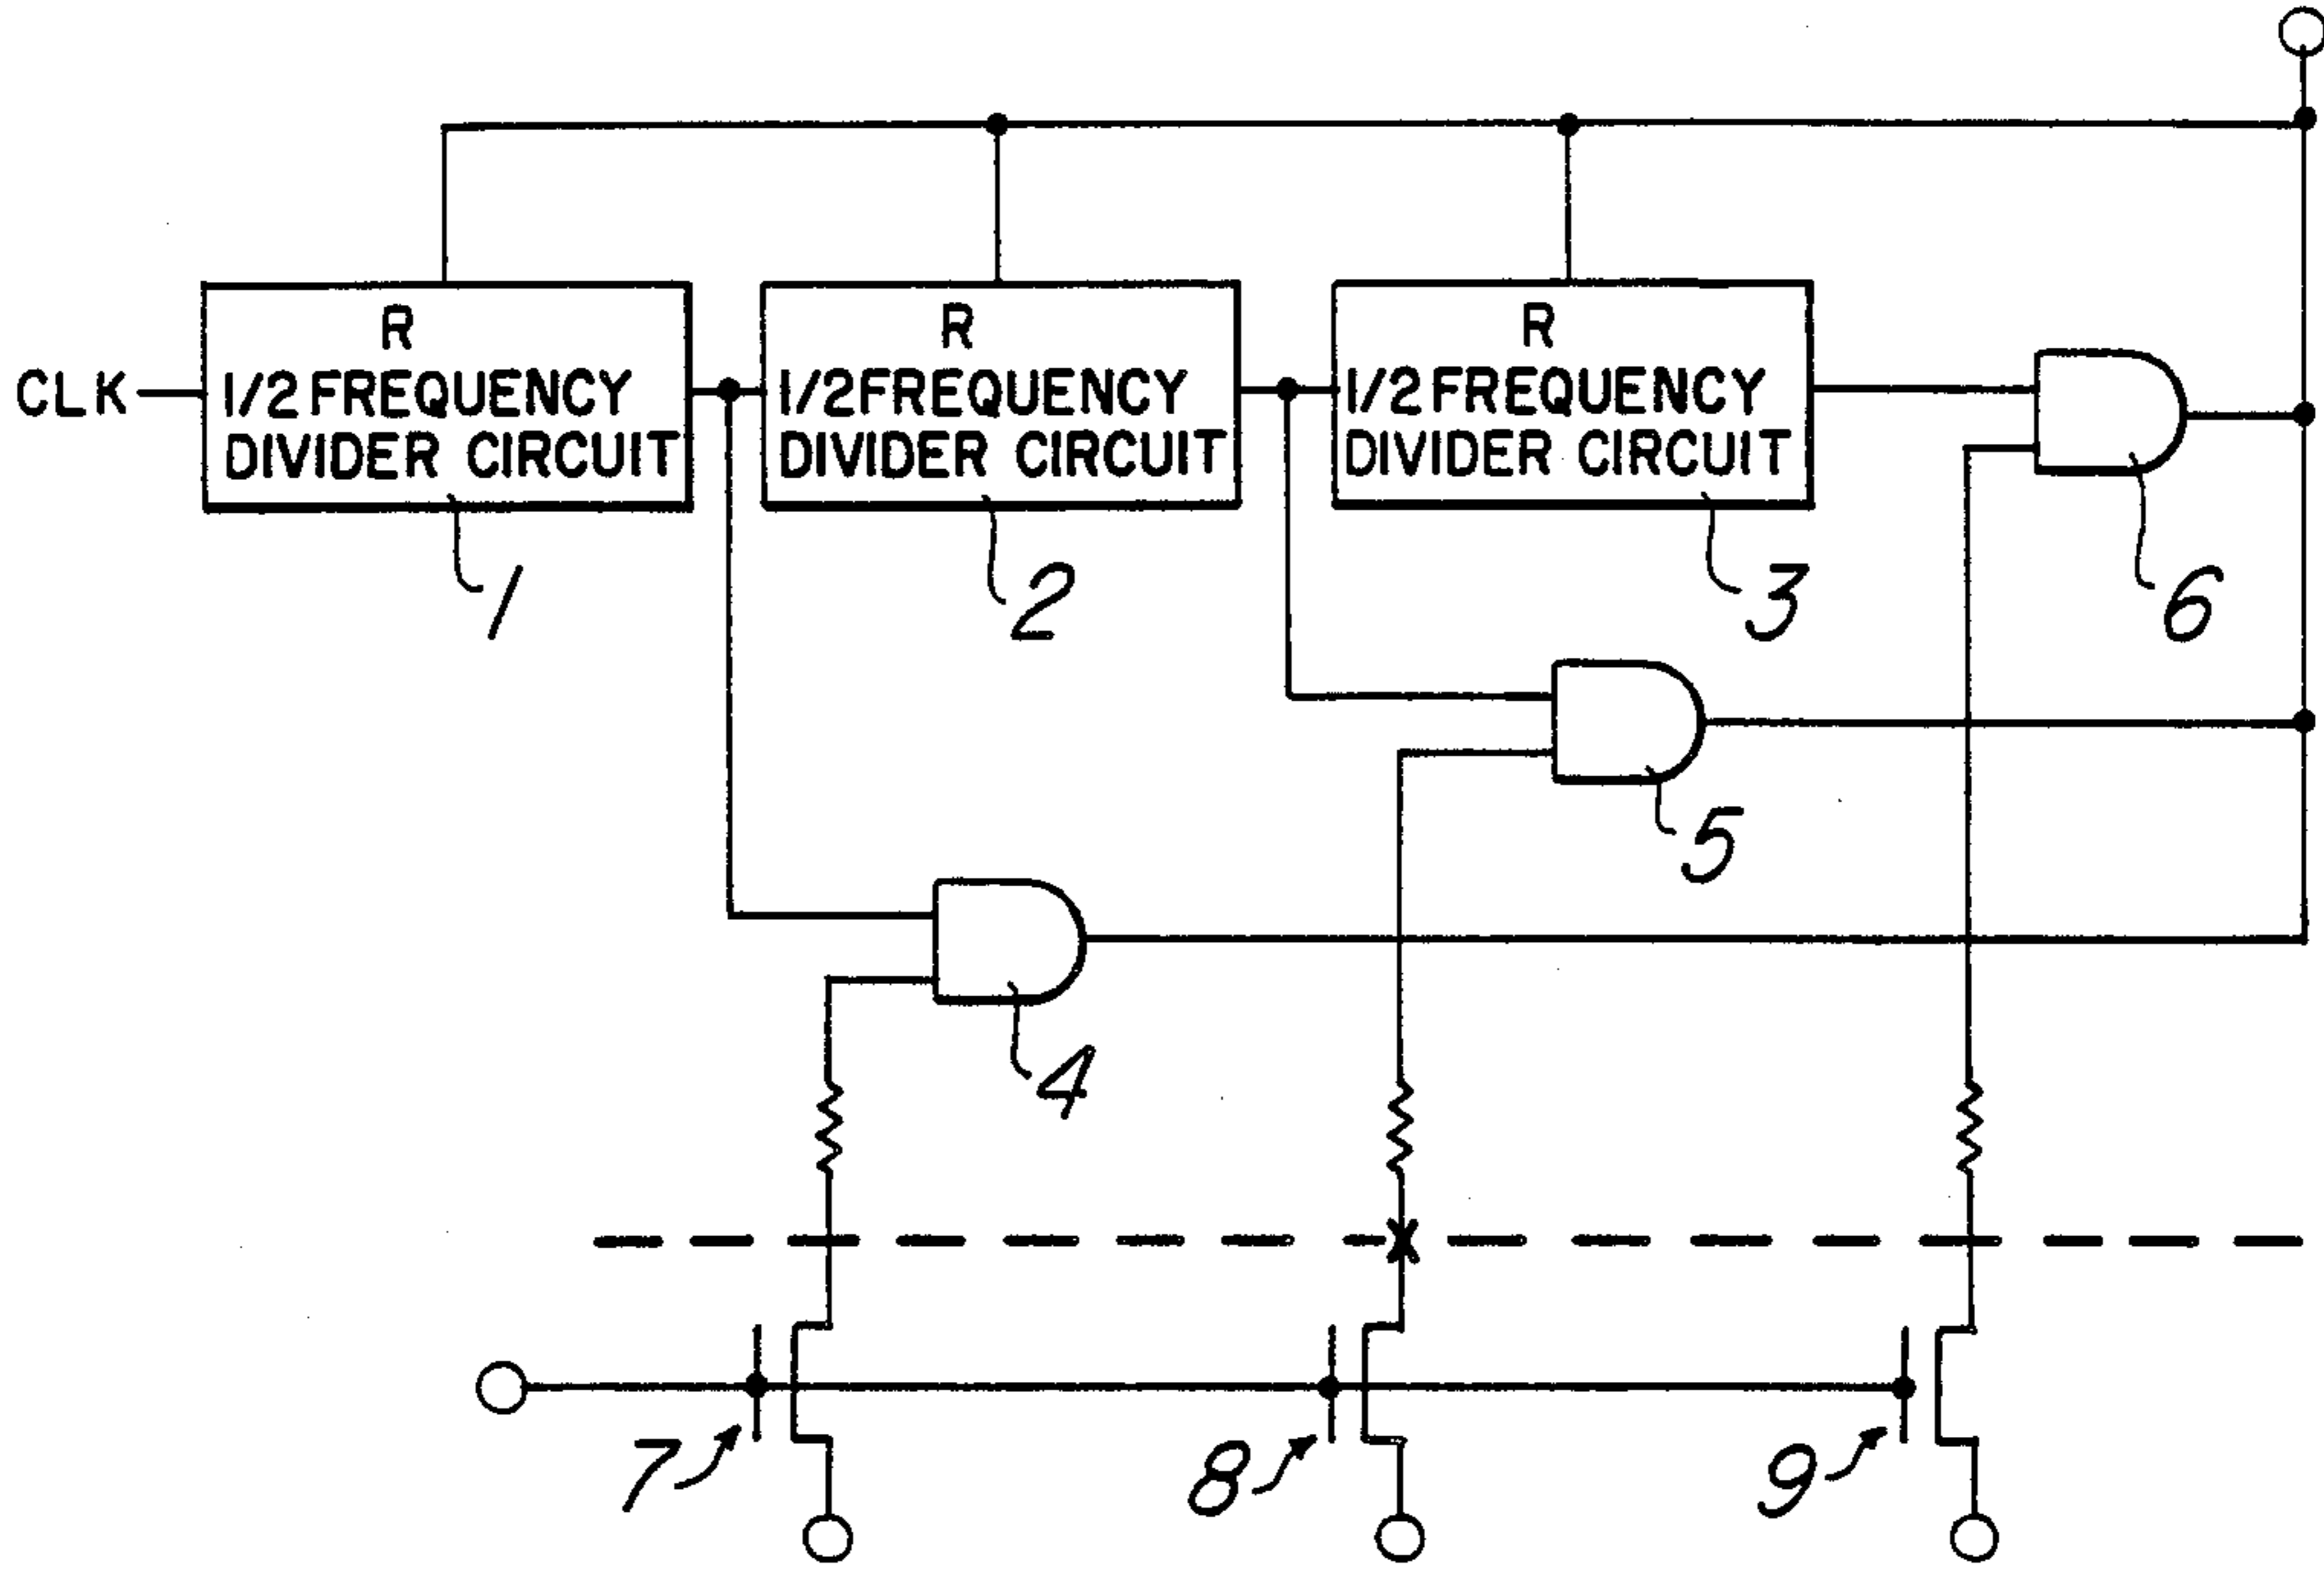 CLK
R
1/2 FREQUENCY
DIVIDER CIRCUIT
1
R
1/2 FREQUENCY
DIVIDER CIRCUIT
2
R
1/2 FREQUENCY
DIVIDER CIRCUIT
3
6
5
4
7
8
9